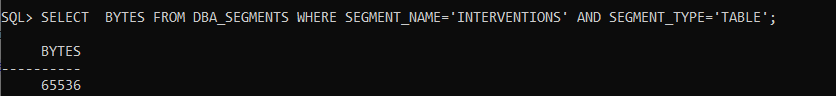 SQL> SELECT  BYTES FROM DBA_SEGMENTS WHERE SEGMENT_NAME='INTERVENTIONS' AND SEGMENT_TYPE='TABLE';
     BYTES
----------
     65536